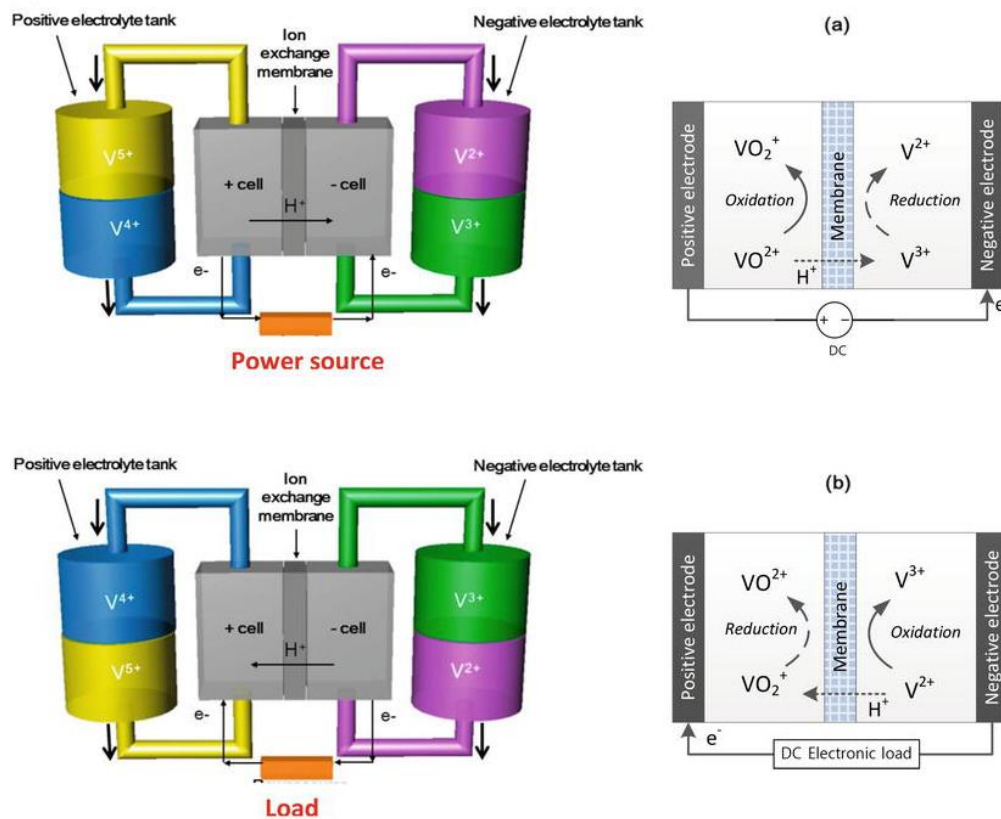 Positive electrolyte tank
Ion
exchange
membrane
Negative electrolyte tank
V⁵⁺
V⁴⁺
+ cell
- cell
H⁺
V²⁺
V³⁺
e-
e-
Power source
(a)
Positive electrode
VO₂⁺
Oxidation
VO²⁺
H⁺
Membrane
V²⁺
Reduction
V³⁺
Negative electrode
e⁻
+ −
DC
Positive electrolyte tank
Ion
exchange
membrane
Negative electrolyte tank
V⁴⁺
V⁵⁺
+ cell
- cell
H⁺
V³⁺
V²⁺
e-
e-
Load
(b)
Positive electrode
VO²⁺
Reduction
VO₂⁺
Membrane
H⁺
V³⁺
Oxidation
V²⁺
Negative electrode
e⁻
DC Electronic load